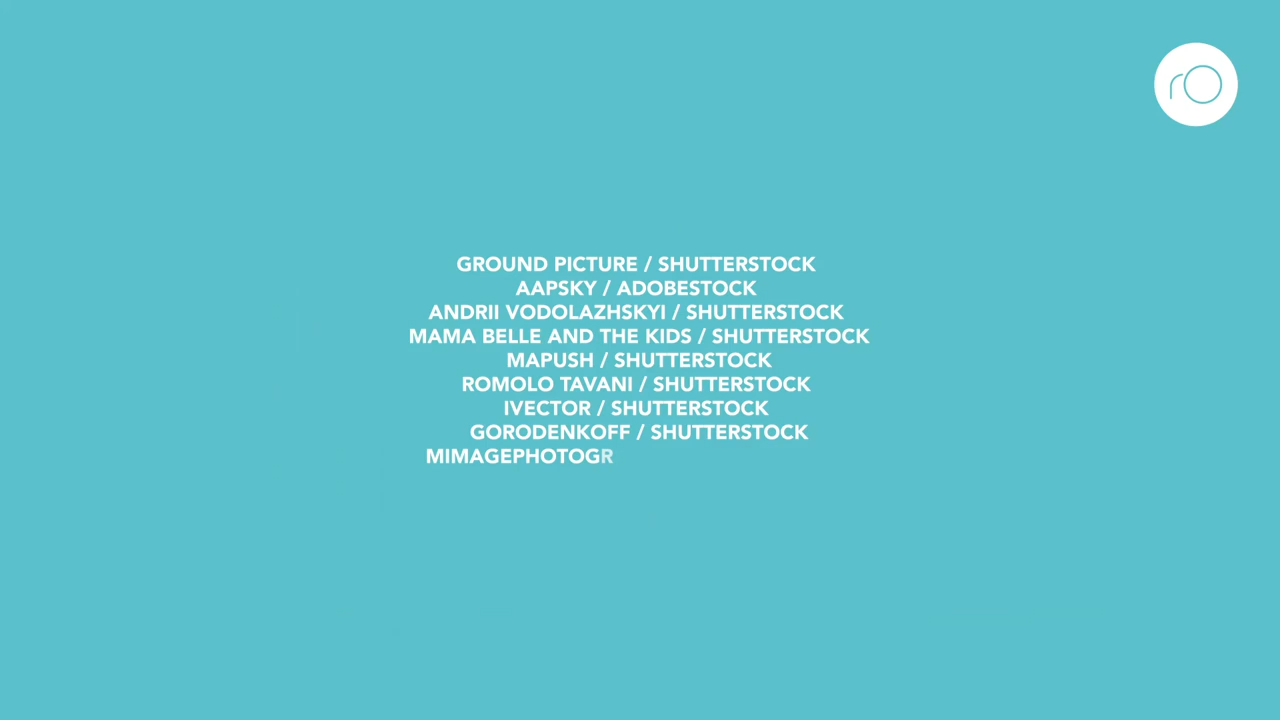 rO
GROUND PICTURE / SHUTTERSTOCK
AAPSKY / ADOBESTOCK
ANDRII VODOLAZHSKYI / SHUTTERSTOCK
MAMA BELLE AND THE KIDS / SHUTTERSTOCK
MAPUSH / SHUTTERSTOCK
ROMOLO TAVANI / SHUTTERSTOCK
IVECTOR / SHUTTERSTOCK
GORODENKOFF / SHUTTERSTOCK
MIMAGEPHOTOGR